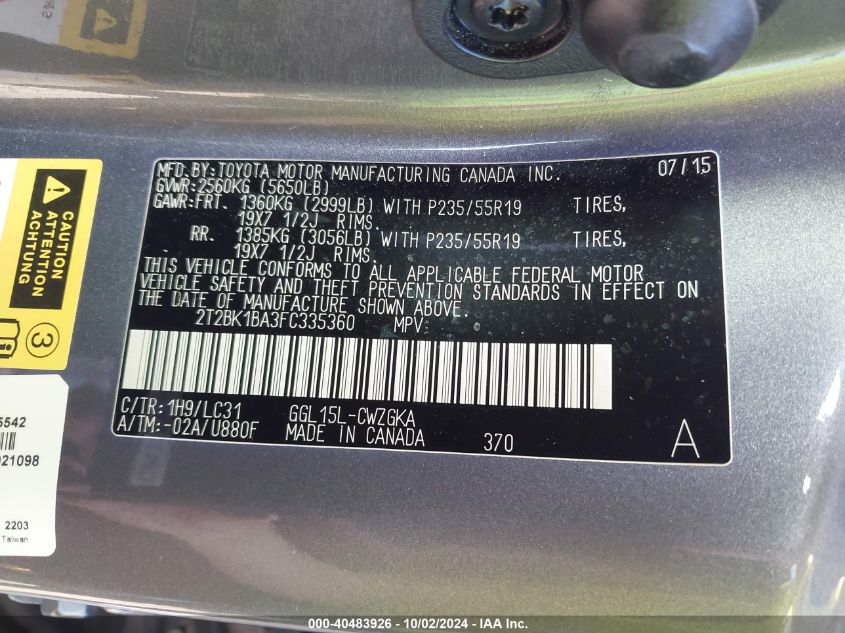 MFD. BY: TOYOTA MOTOR MANUFACTURING CANADA INC. 07/15
GVWR: 2560KG (5650LB)
GAWR: FRT. 1360KG (2999LB) WITH P235/55R19 TIRES,
19X7 1/2J RIMS.
RR. 1385KG (3056LB) WITH P235/55R19 TIRES,
19X7 1/2J RIMS.
THIS VEHICLE CONFORMS TO ALL APPLICABLE FEDERAL MOTOR
VEHICLE SAFETY AND THEFT PREVENTION STANDARDS IN EFFECT ON
THE DATE OF MANUFACTURE SHOWN ABOVE.
2T2BK1BA3FC335360 MPV
C/TR: 1H9/LC31 GGL15L-CWZGKA
A/TM: -02A/U880F MADE IN CANADA 370 A
CAUTION
ATTENTION
ACHTUNG
3
5542
021098
2203
Taiwan
000-40483926 - 10/02/2024 - IAA Inc.